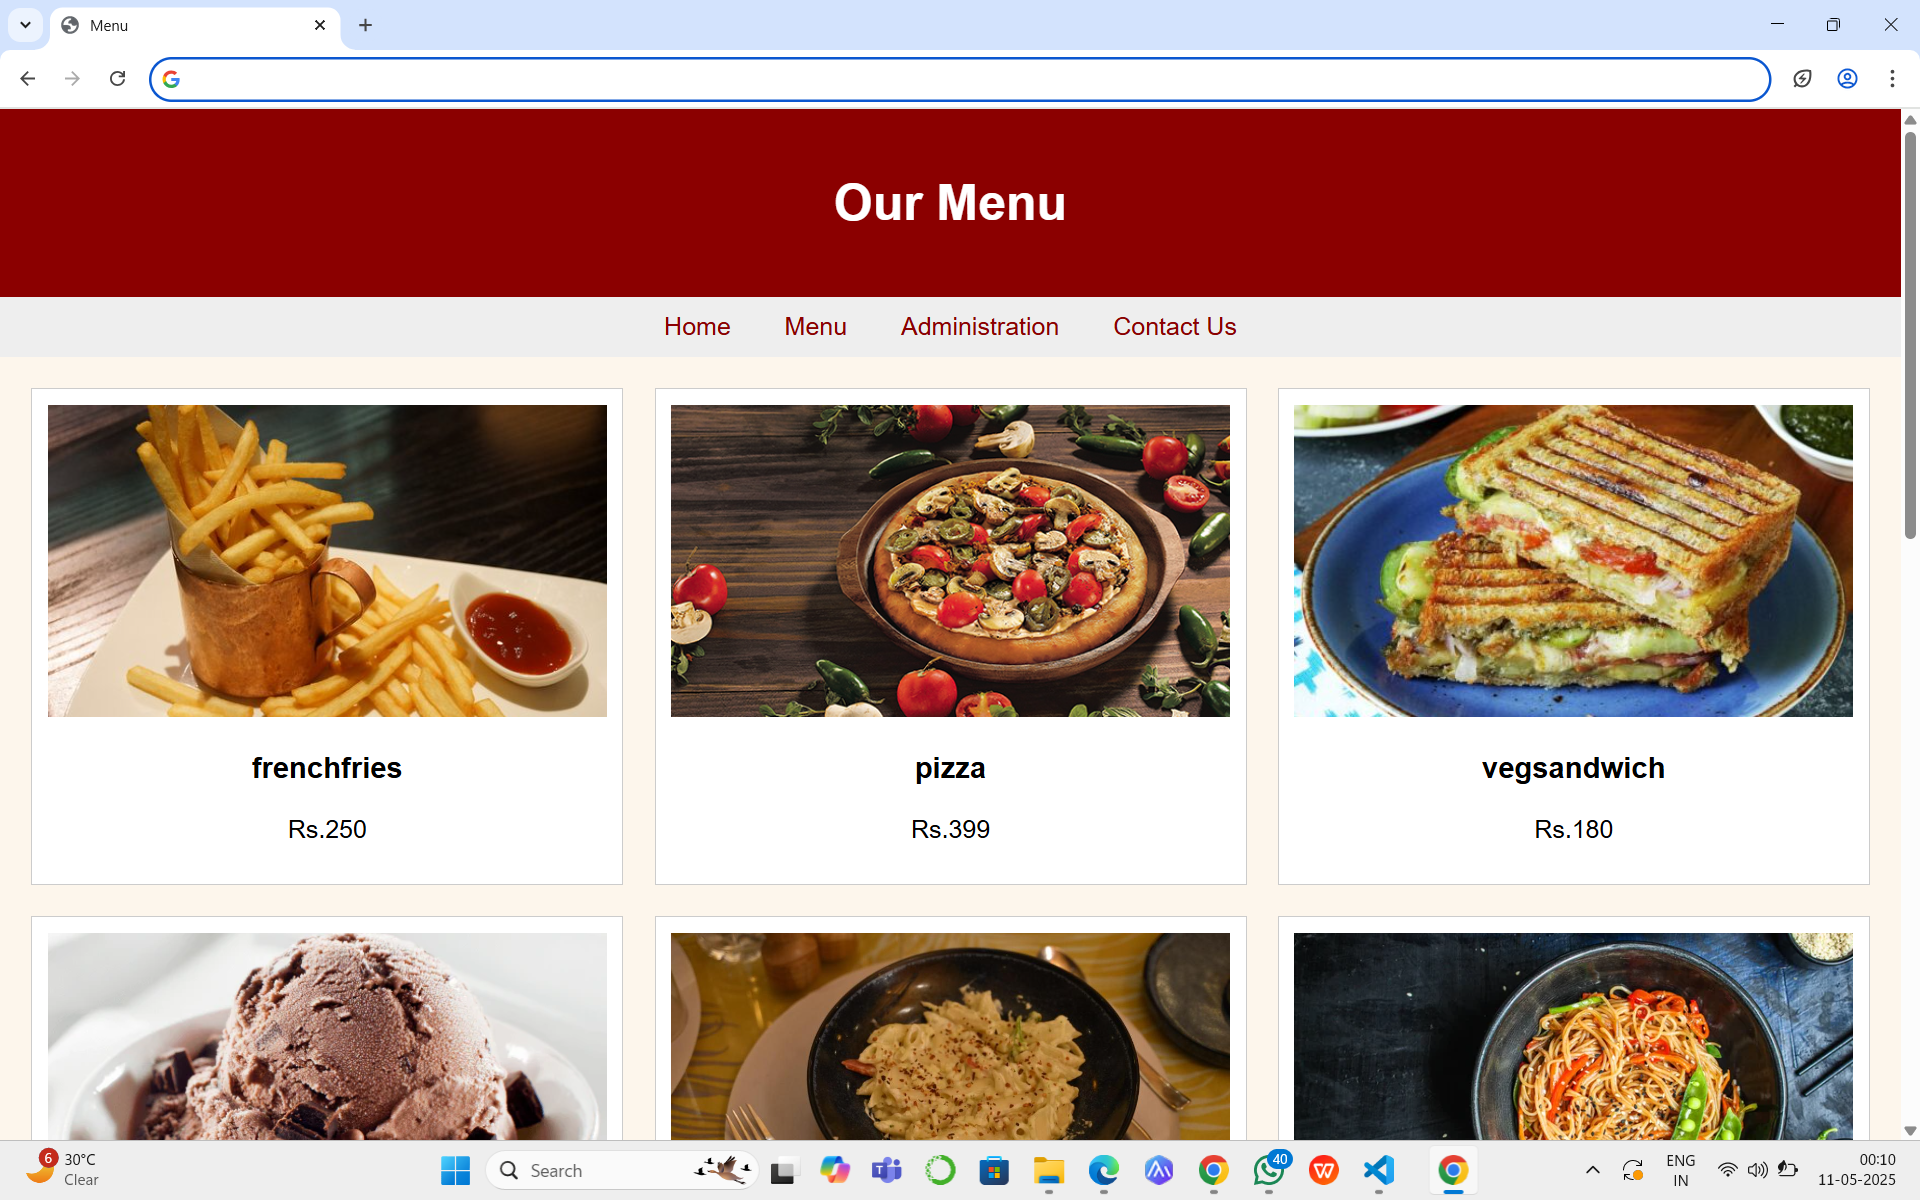 Menu
Our Menu
Home Menu Administration Contact Us
frenchfries pizza vegsandwich
Rs.250 Rs.399 Rs.180
6
30°C
Clear
Search
40
ENG
IN
00:10
11-05-2025